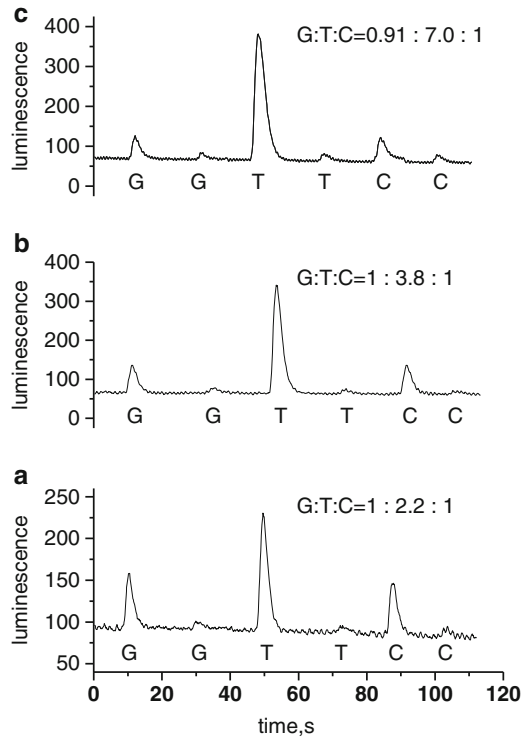 c
G:T:C=0.91 : 7.0 : 1
luminescence
400
300
200
100
0
G G T T C C
b
G:T:C=1 : 3.8 : 1
luminescence
400
300
200
100
0
G G T T C C
a
G:T:C=1 : 2.2 : 1
luminescence
250
200
150
100
50
G G T T C C
0 20 40 60 80 100 120
time,s